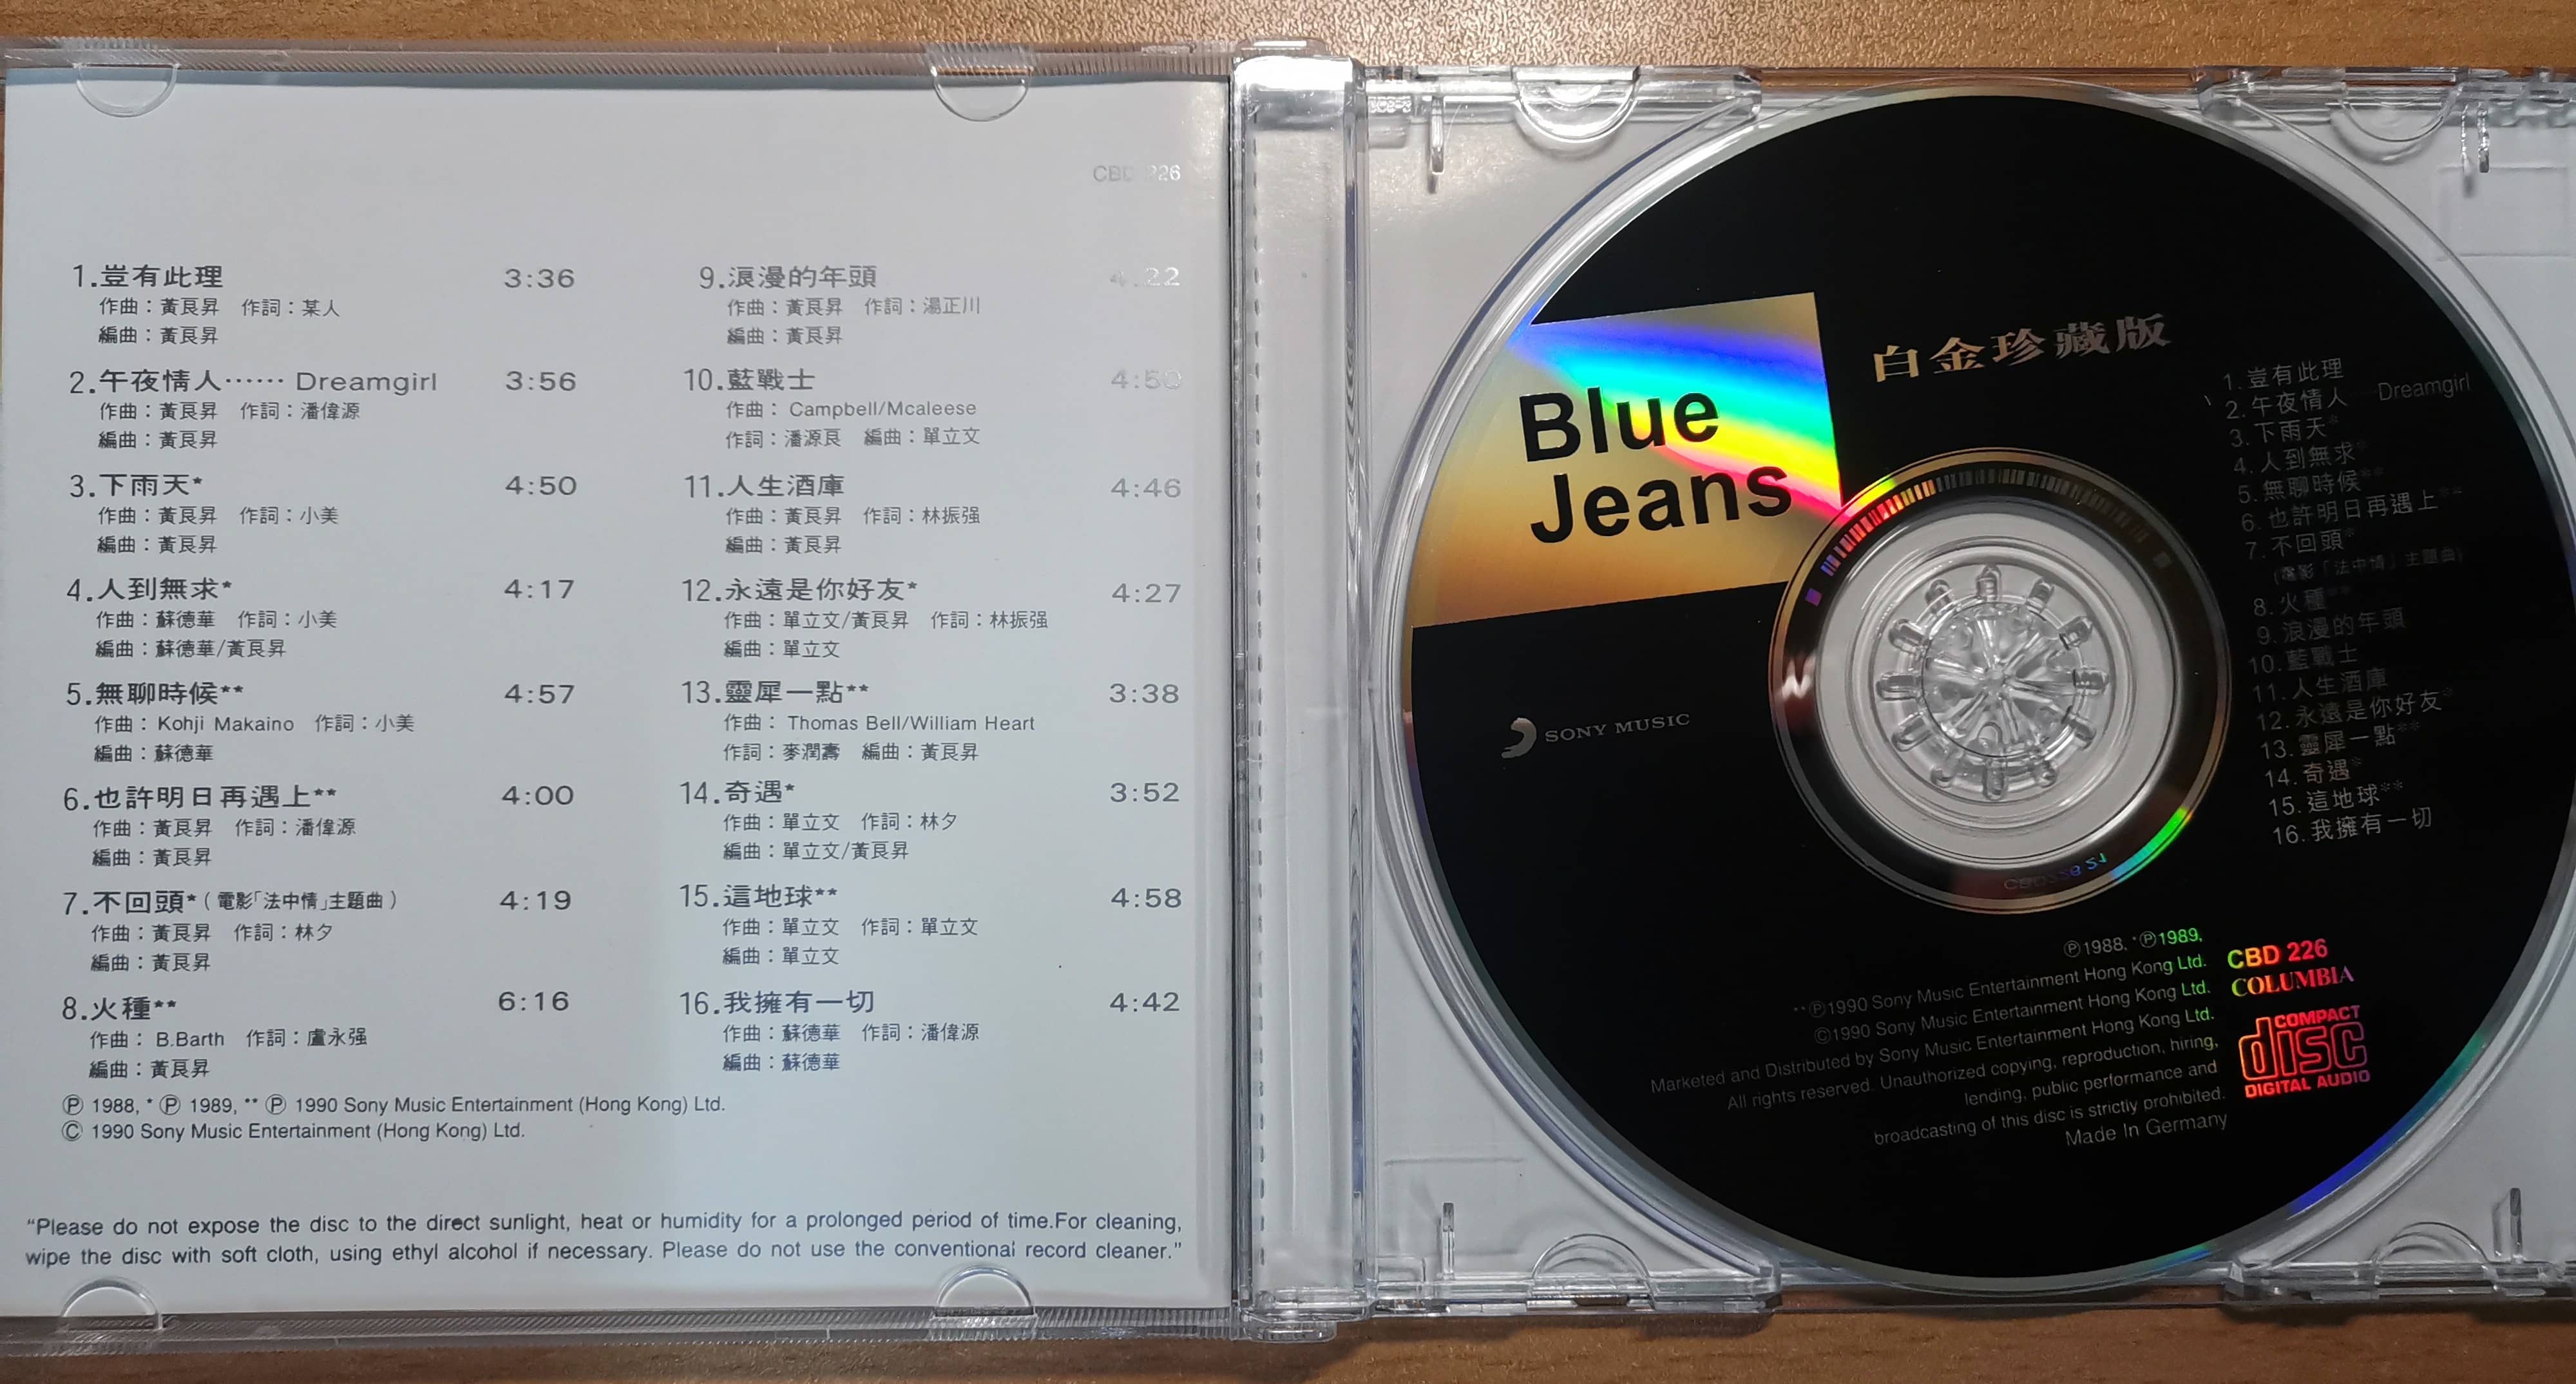 CBD 226
1.豈有此理 3:36
作曲：黃良昇 作詞：某人
編曲：黃良昇
2.午夜情人…… Dreamgirl 3:56
作曲：黃良昇 作詞：潘偉源
編曲：黃良昇
3.下雨天* 4:50
作曲：黃良昇 作詞：小美
編曲：黃良昇
4.人到無求* 4:17
作曲：蘇德華 作詞：小美
編曲：蘇德華/黃良昇
5.無聊時候** 4:57
作曲：Kohji Makaino 作詞：小美
編曲：蘇德華
6.也許明日再遇上** 4:00
作曲：黃良昇 作詞：潘偉源
編曲：黃良昇
7.不回頭*（電影「法中情」主題曲） 4:19
作曲：黃良昇 作詞：林夕
編曲：黃良昇
8.火種** 6:16
作曲：B.Barth 作詞：盧永强
編曲：黃良昇
9.浪漫的年頭 4:22
作曲：黃良昇 作詞：湯正川
編曲：黃良昇
10.藍戰士 4:50
作曲：Campbell/Mcaleese
作詞：潘源良 編曲：單立文
11.人生酒庫 4:46
作曲：黃良昇 作詞：林振强
編曲：黃良昇
12.永遠是你好友* 4:27
作曲：單立文/黃良昇 作詞：林振强
編曲：單立文
13.靈犀一點** 3:38
作曲：Thomas Bell/William Heart
作詞：麥潤壽 編曲：黃良昇
14.奇遇* 3:52
作曲：單立文 作詞：林夕
編曲：單立文/黃良昇
15.這地球** 4:58
作曲：單立文 作詞：單立文
編曲：單立文
16.我擁有一切 4:42
作曲：蘇德華 作詞：潘偉源
編曲：蘇德華
Ⓟ 1988, * Ⓟ 1989, ** Ⓟ 1990 Sony Music Entertainment (Hong Kong) Ltd.
Ⓒ 1990 Sony Music Entertainment (Hong Kong) Ltd.
"Please do not expose the disc to the direct sunlight, heat or humidity for a prolonged period of time.For cleaning,
wipe the disc with soft cloth, using ethyl alcohol if necessary. Please do not use the conventional record cleaner."
Blue
Jeans
白金珍藏版
SONY MUSIC
1.豈有此理
2.午夜情人 Dreamgirl
3.下雨天*
4.人到無求*
5.無聊時候**
6.也許明日再遇上**
7.不回頭*
(電影「法中情」主題曲)
8.火種**
9.浪漫的年頭
10.藍戰士
11.人生酒庫
12.永遠是你好友*
13.靈犀一點**
14.奇遇*
15.這地球**
16.我擁有一切
Ⓟ1988, *Ⓟ1989,
**Ⓟ1990 Sony Music Entertainment Hong Kong Ltd.
Ⓒ1990 Sony Music Entertainment Hong Kong Ltd.
Marketed and Distributed by Sony Music Entertainment Hong Kong Ltd.
All rights reserved. Unauthorized copying, reproduction, hiring,
lending, public performance and
broadcasting of this disc is strictly prohibited.
Made In Germany
CBD 226
COLUMBIA
COMPACT
disc
DIGITAL AUDIO